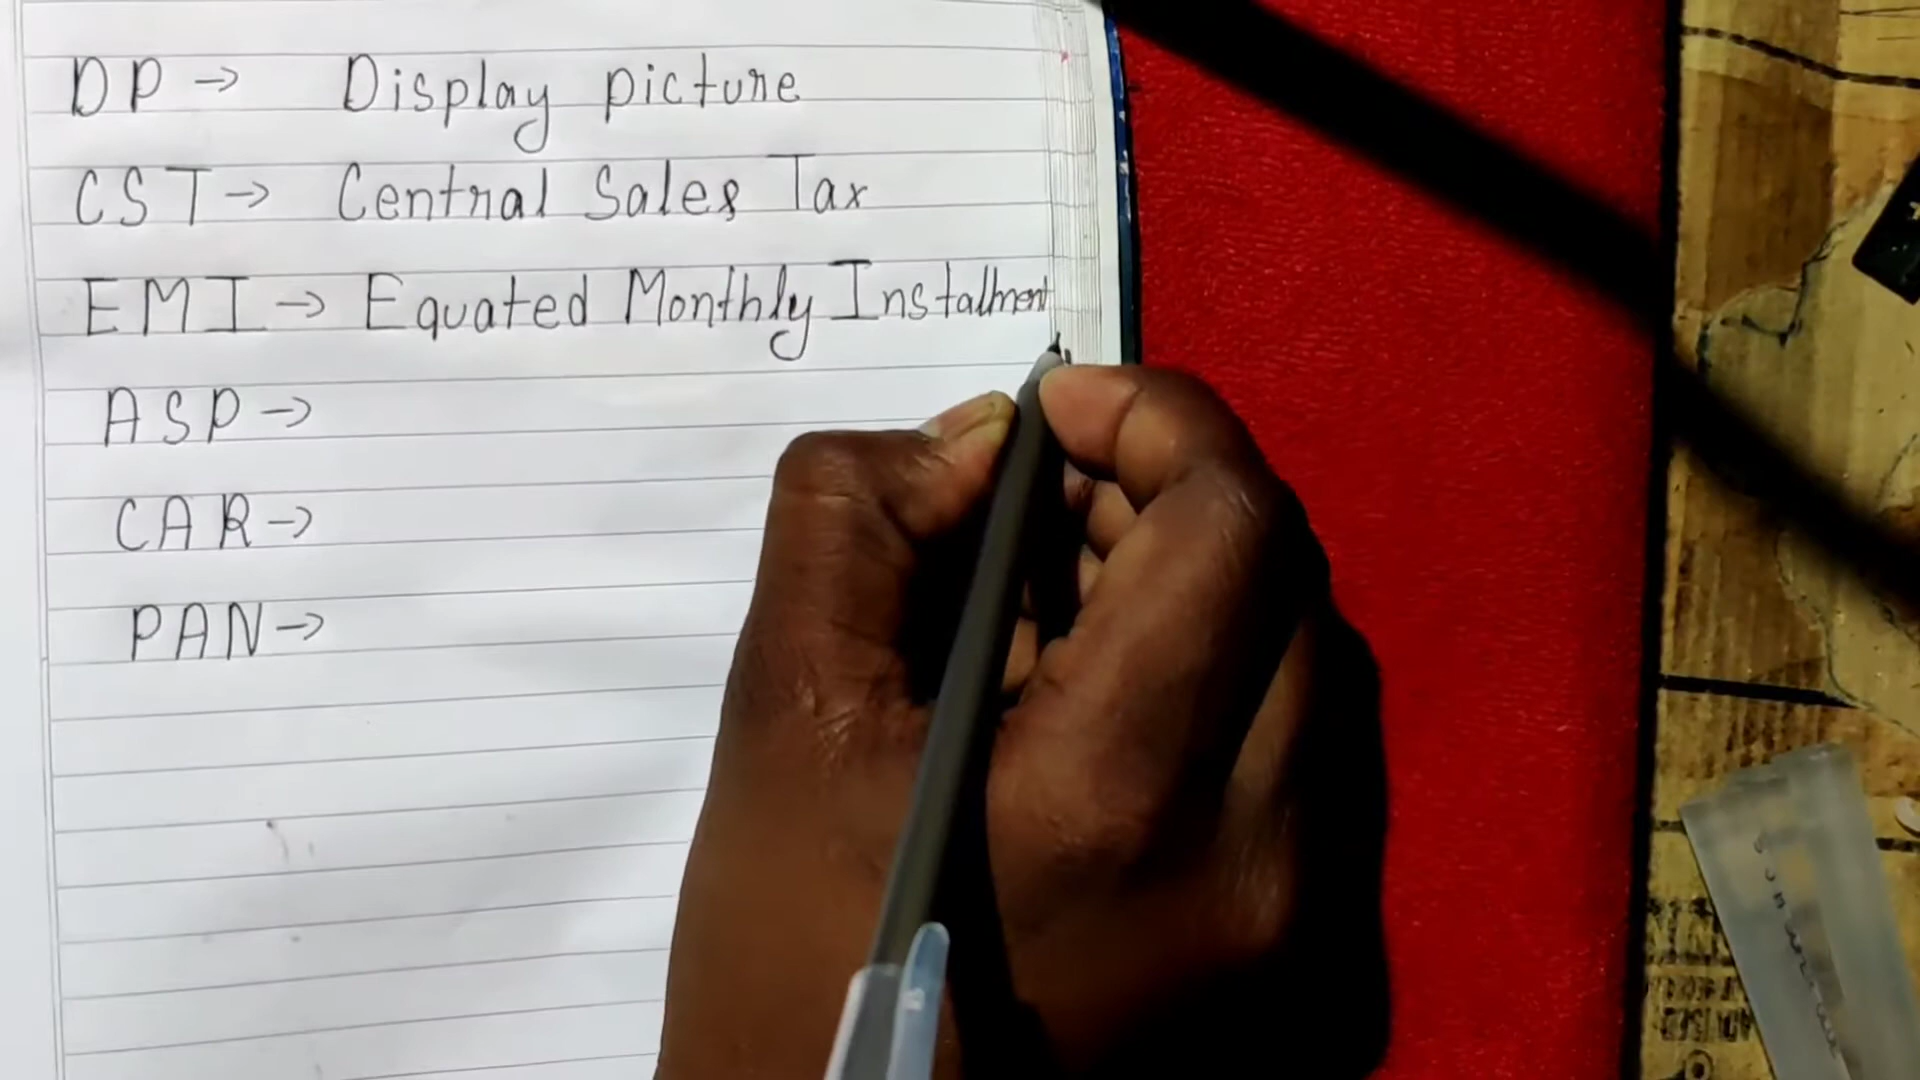 DP → Display picture
CST → Central Sales Tax
EMI → Equated Monthly Installment
ASP →
CAR →
PAN →